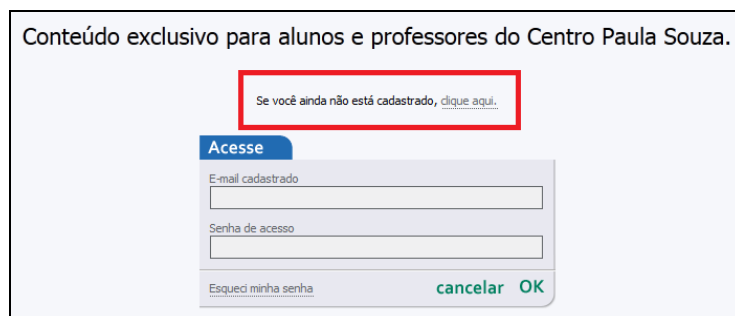 Conteúdo exclusivo para alunos e professores do Centro Paula Souza.
Se você ainda não está cadastrado, clique aqui.
Acesse
E-mail cadastrado
Senha de acesso
Esqueci minha senha cancelar OK